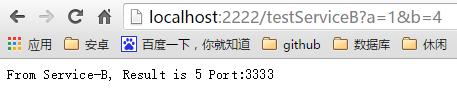 localhost:2222/testServiceB?a=1&b=4
应用 安卓 百度一下，你就知道 github 数据库 休闲
From Service-B, Result is 5 Port:3333